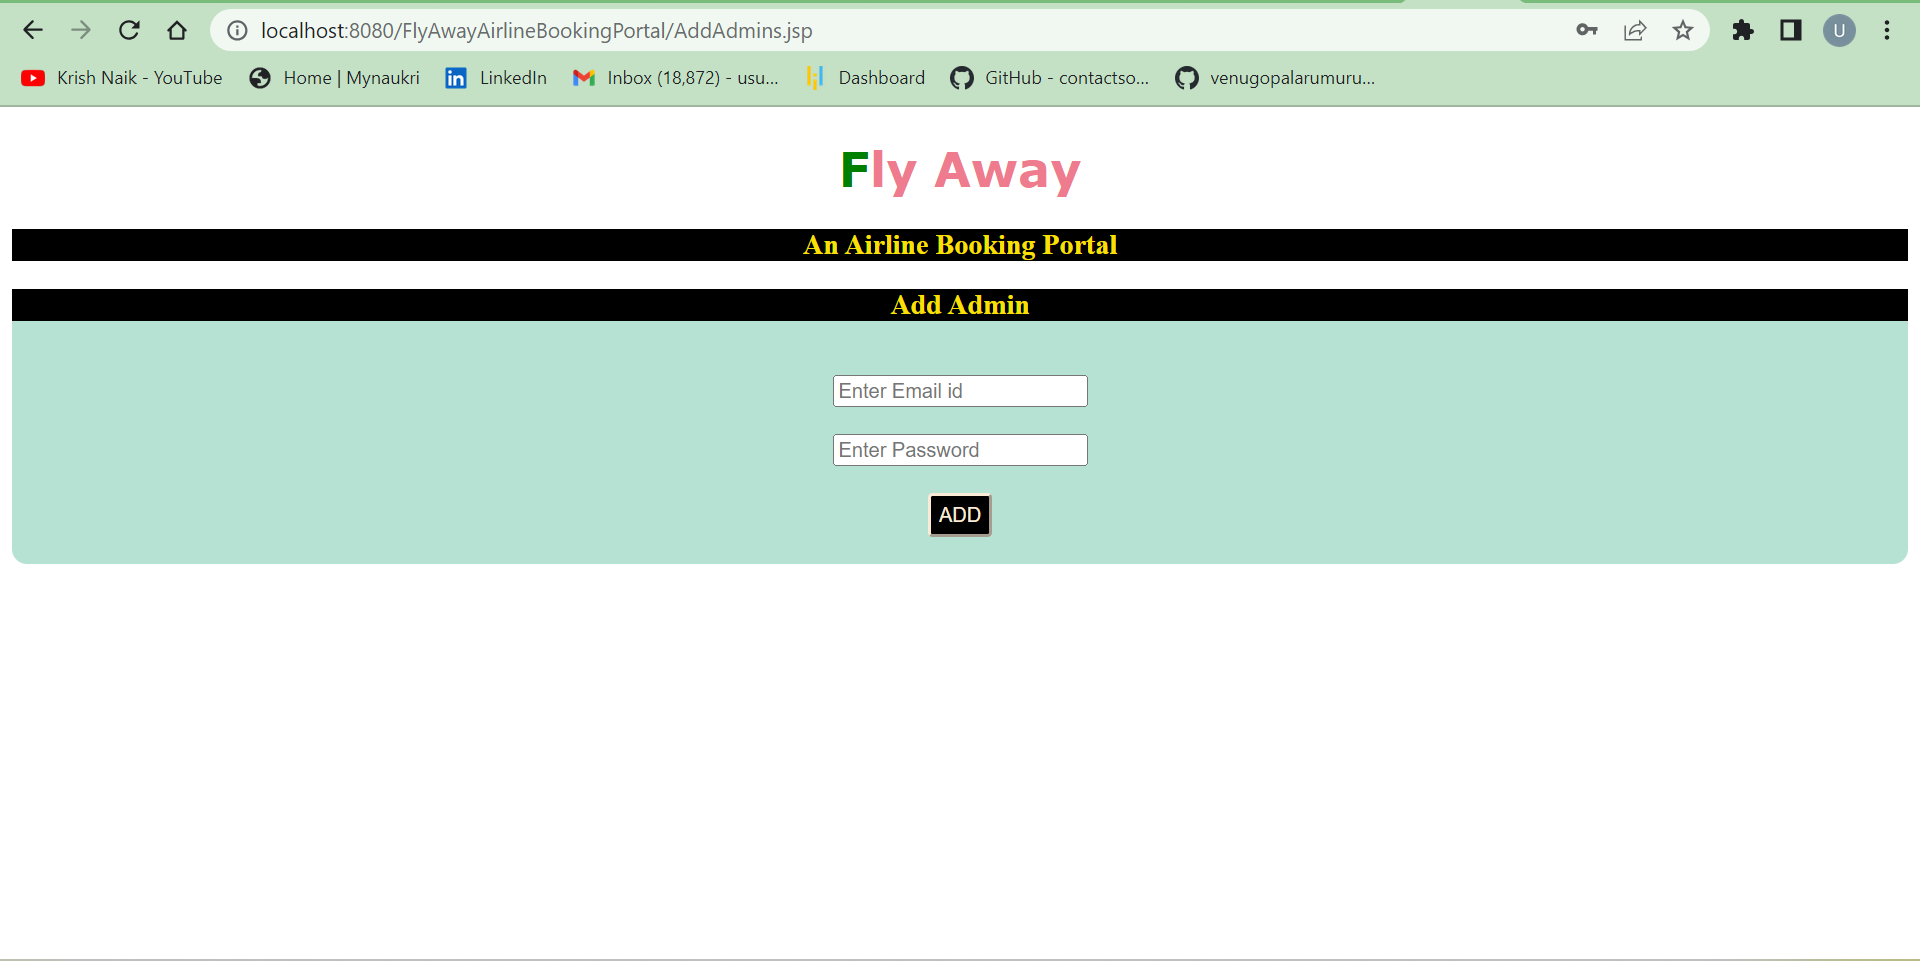 localhost:8080/FlyAwayAirlineBookingPortal/AddAdmins.jsp
U
Krish Naik - YouTube
Home | Mynaukri
LinkedIn
Inbox (18,872) - usu...
Dashboard
GitHub - contactso...
venugopalarumuru...
Fly Away
An Airline Booking Portal
Add Admin
Enter Email id
Enter Password
ADD